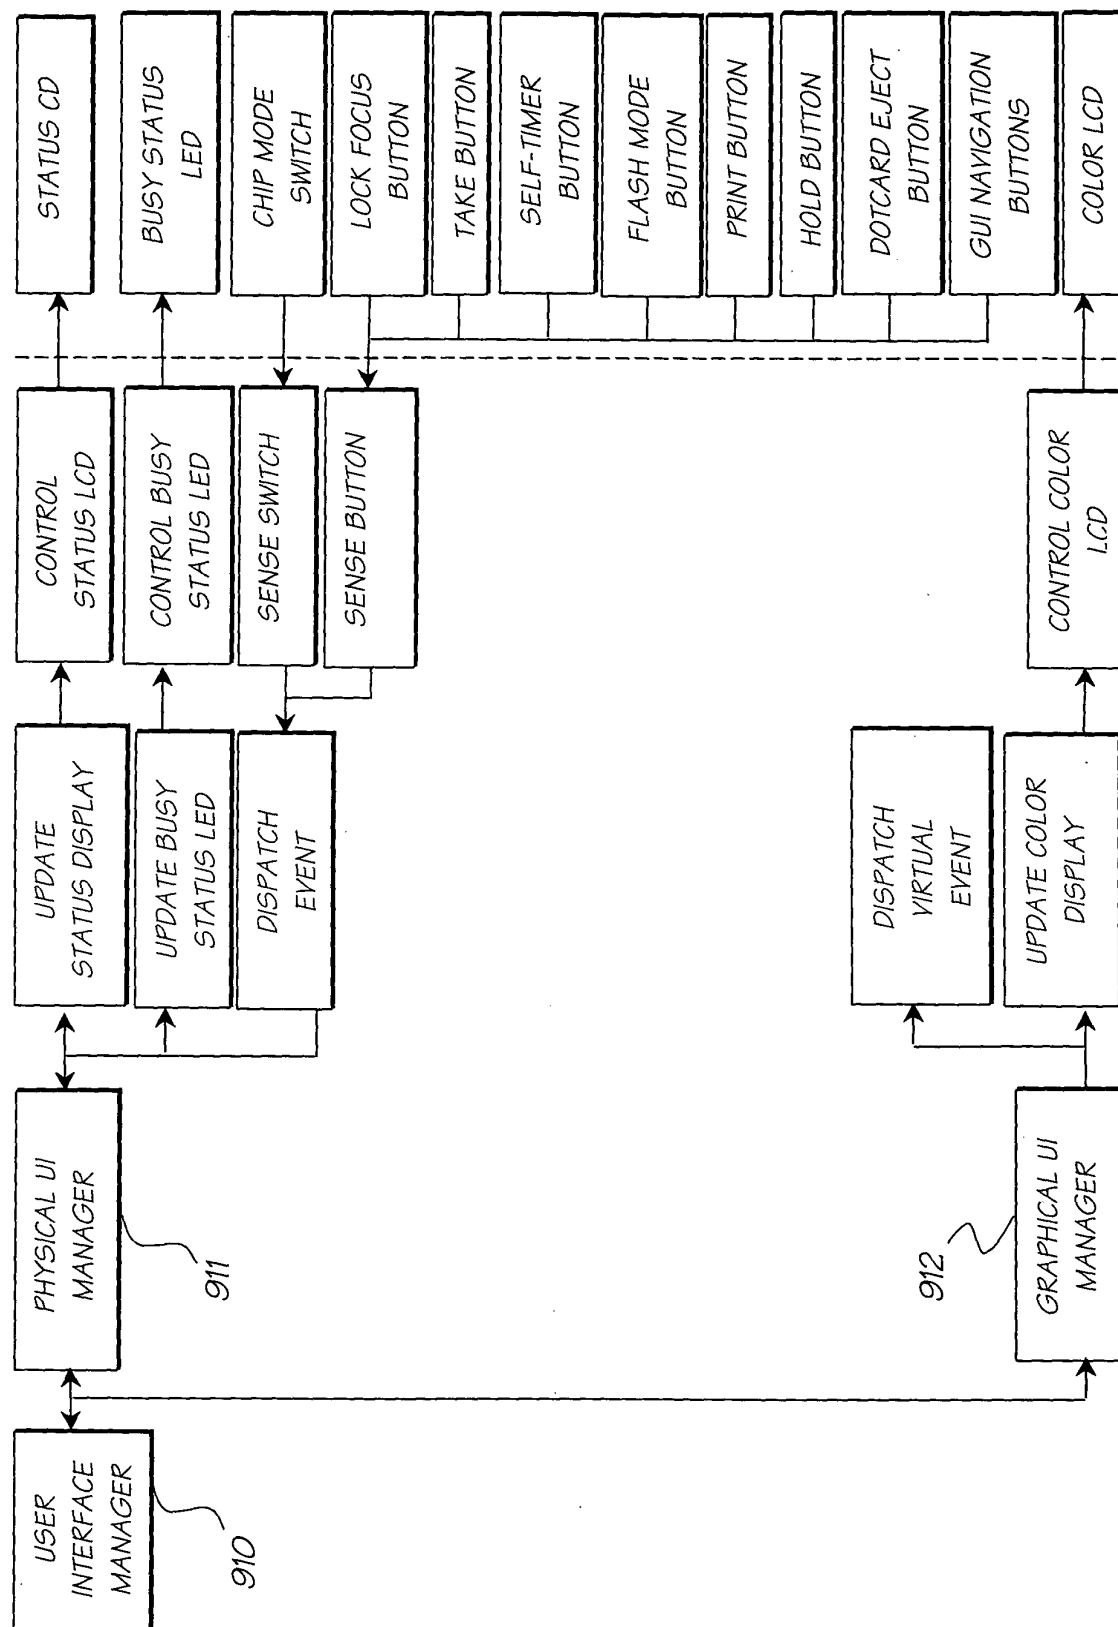 USER
INTERFACE
MANAGER
910
PHYSICAL UI
MANAGER
911
GRAPHICAL UI
MANAGER
912
UPDATE
STATUS DISPLAY
UPDATE BUSY
STATUS LED
DISPATCH
EVENT
DISPATCH
VIRTUAL
EVENT
UPDATE COLOR
DISPLAY
CONTROL
STATUS LCD
CONTROL BUSY
STATUS LED
SENSE SWITCH
SENSE BUTTON
CONTROL COLOR
LCD
STATUS CD
BUSY STATUS
LED
CHIP MODE
SWITCH
LOCK FOCUS
BUTTON
TAKE BUTTON
SELF-TIMER
BUTTON
FLASH MODE
BUTTON
PRINT BUTTON
HOLD BUTTON
DOTCARD EJECT
BUTTON
GUI NAVIGATION
BUTTONS
COLOR LCD